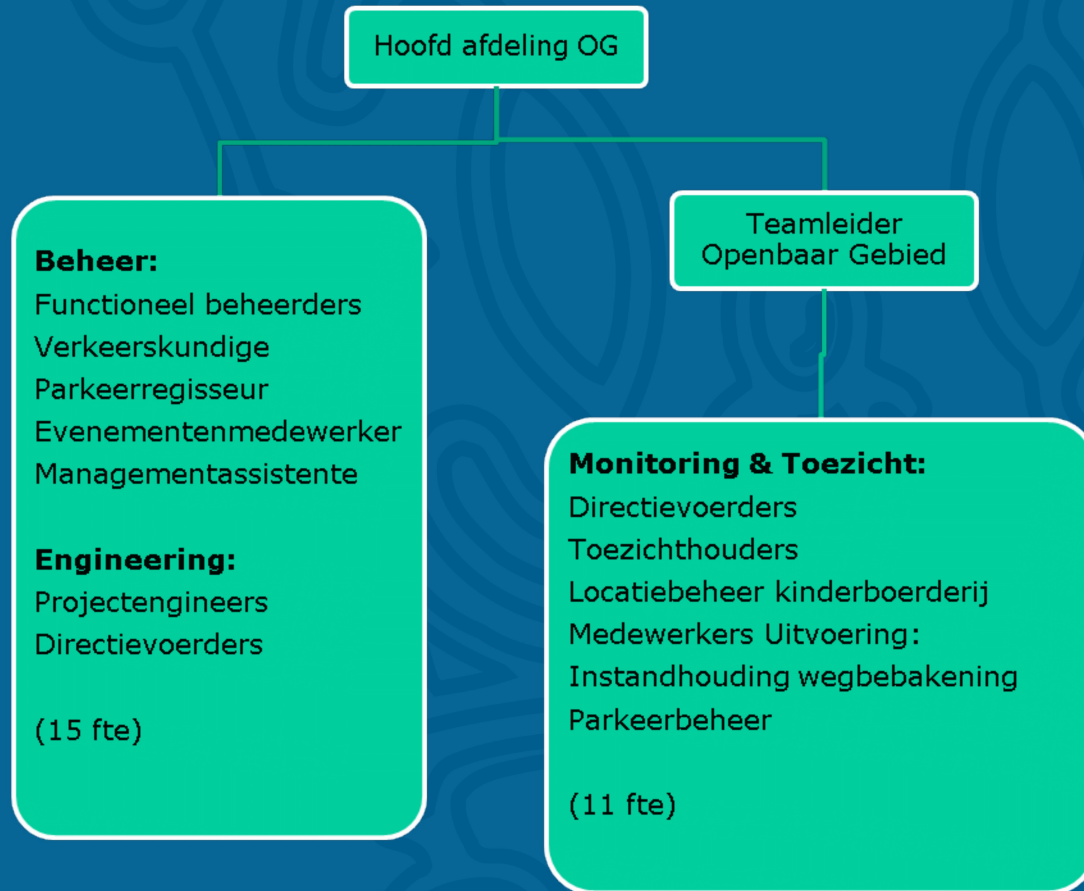 Hoofd afdeling OG
Beheer:
Functioneel beheerders
Verkeerskundige
Parkeerregisseur
Evenementenmedewerker
Managementassistente
Engineering:
Projectengineers
Directievoerders
(15 fte)
Teamleider
Openbaar Gebied
Monitoring & Toezicht:
Directievoerders
Toezichthouders
Locatiebeheer kinderboerderij
Medewerkers Uitvoering:
Instandhouding wegbebakening
Parkeerbeheer
(11 fte)